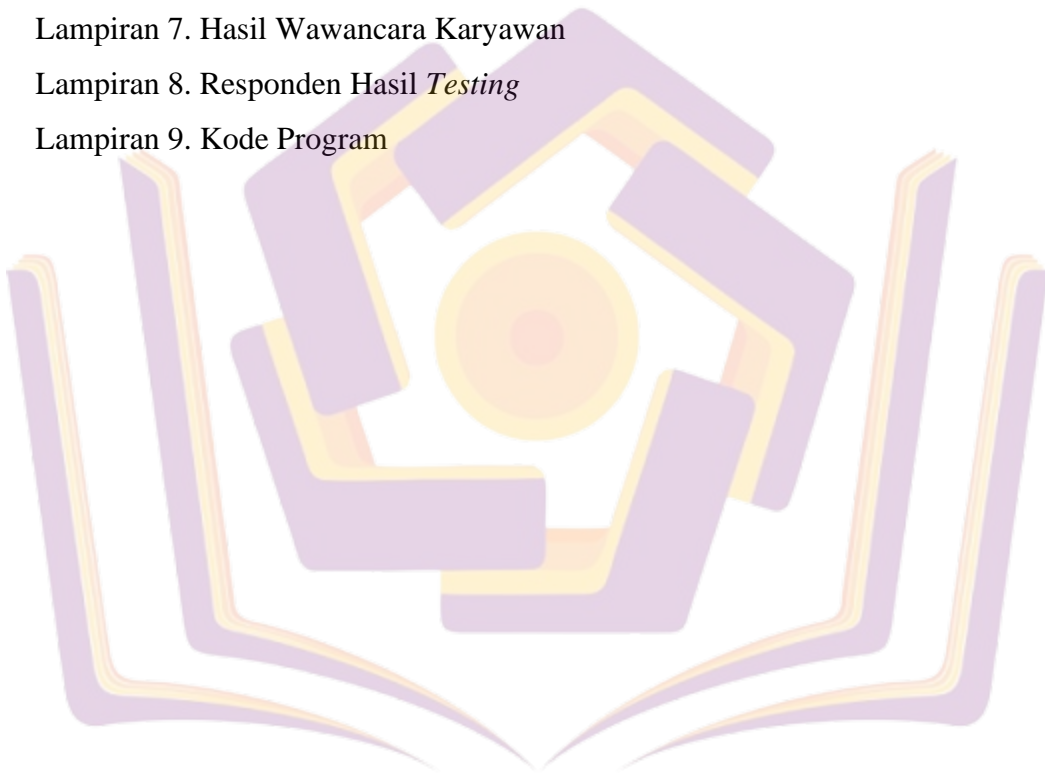 Lampiran 7. Hasil Wawancara Karyawan
Lampiran 8. Responden Hasil Testing
Lampiran 9. Kode Program